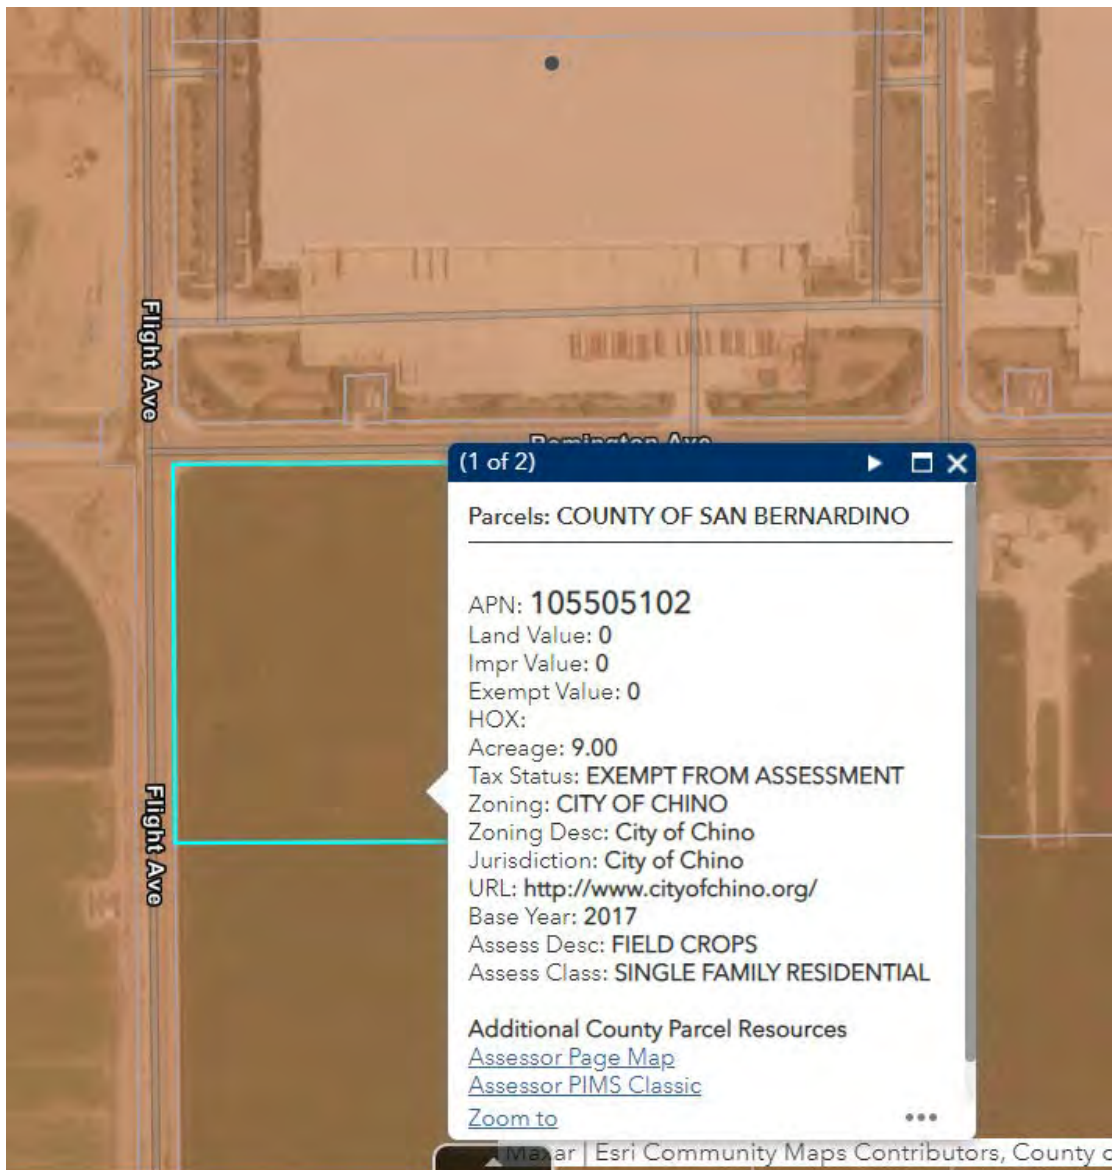 Flight Ave
Remington Ave
(1 of 2)
Parcels: COUNTY OF SAN BERNARDINO
APN: 105505102
Land Value: 0
Impr Value: 0
Exempt Value: 0
HOX:
Acreage: 9.00
Tax Status: EXEMPT FROM ASSESSMENT
Zoning: CITY OF CHINO
Zoning Desc: City of Chino
Jurisdiction: City of Chino
URL: http://www.cityofchino.org/
Base Year: 2017
Assess Desc: FIELD CROPS
Assess Class: SINGLE FAMILY RESIDENTIAL
Flight Ave
Additional County Parcel Resources
Assessor Page Map
Assessor PIMS Classic
Zoom to
Maxar | Esri Community Maps Contributors, County